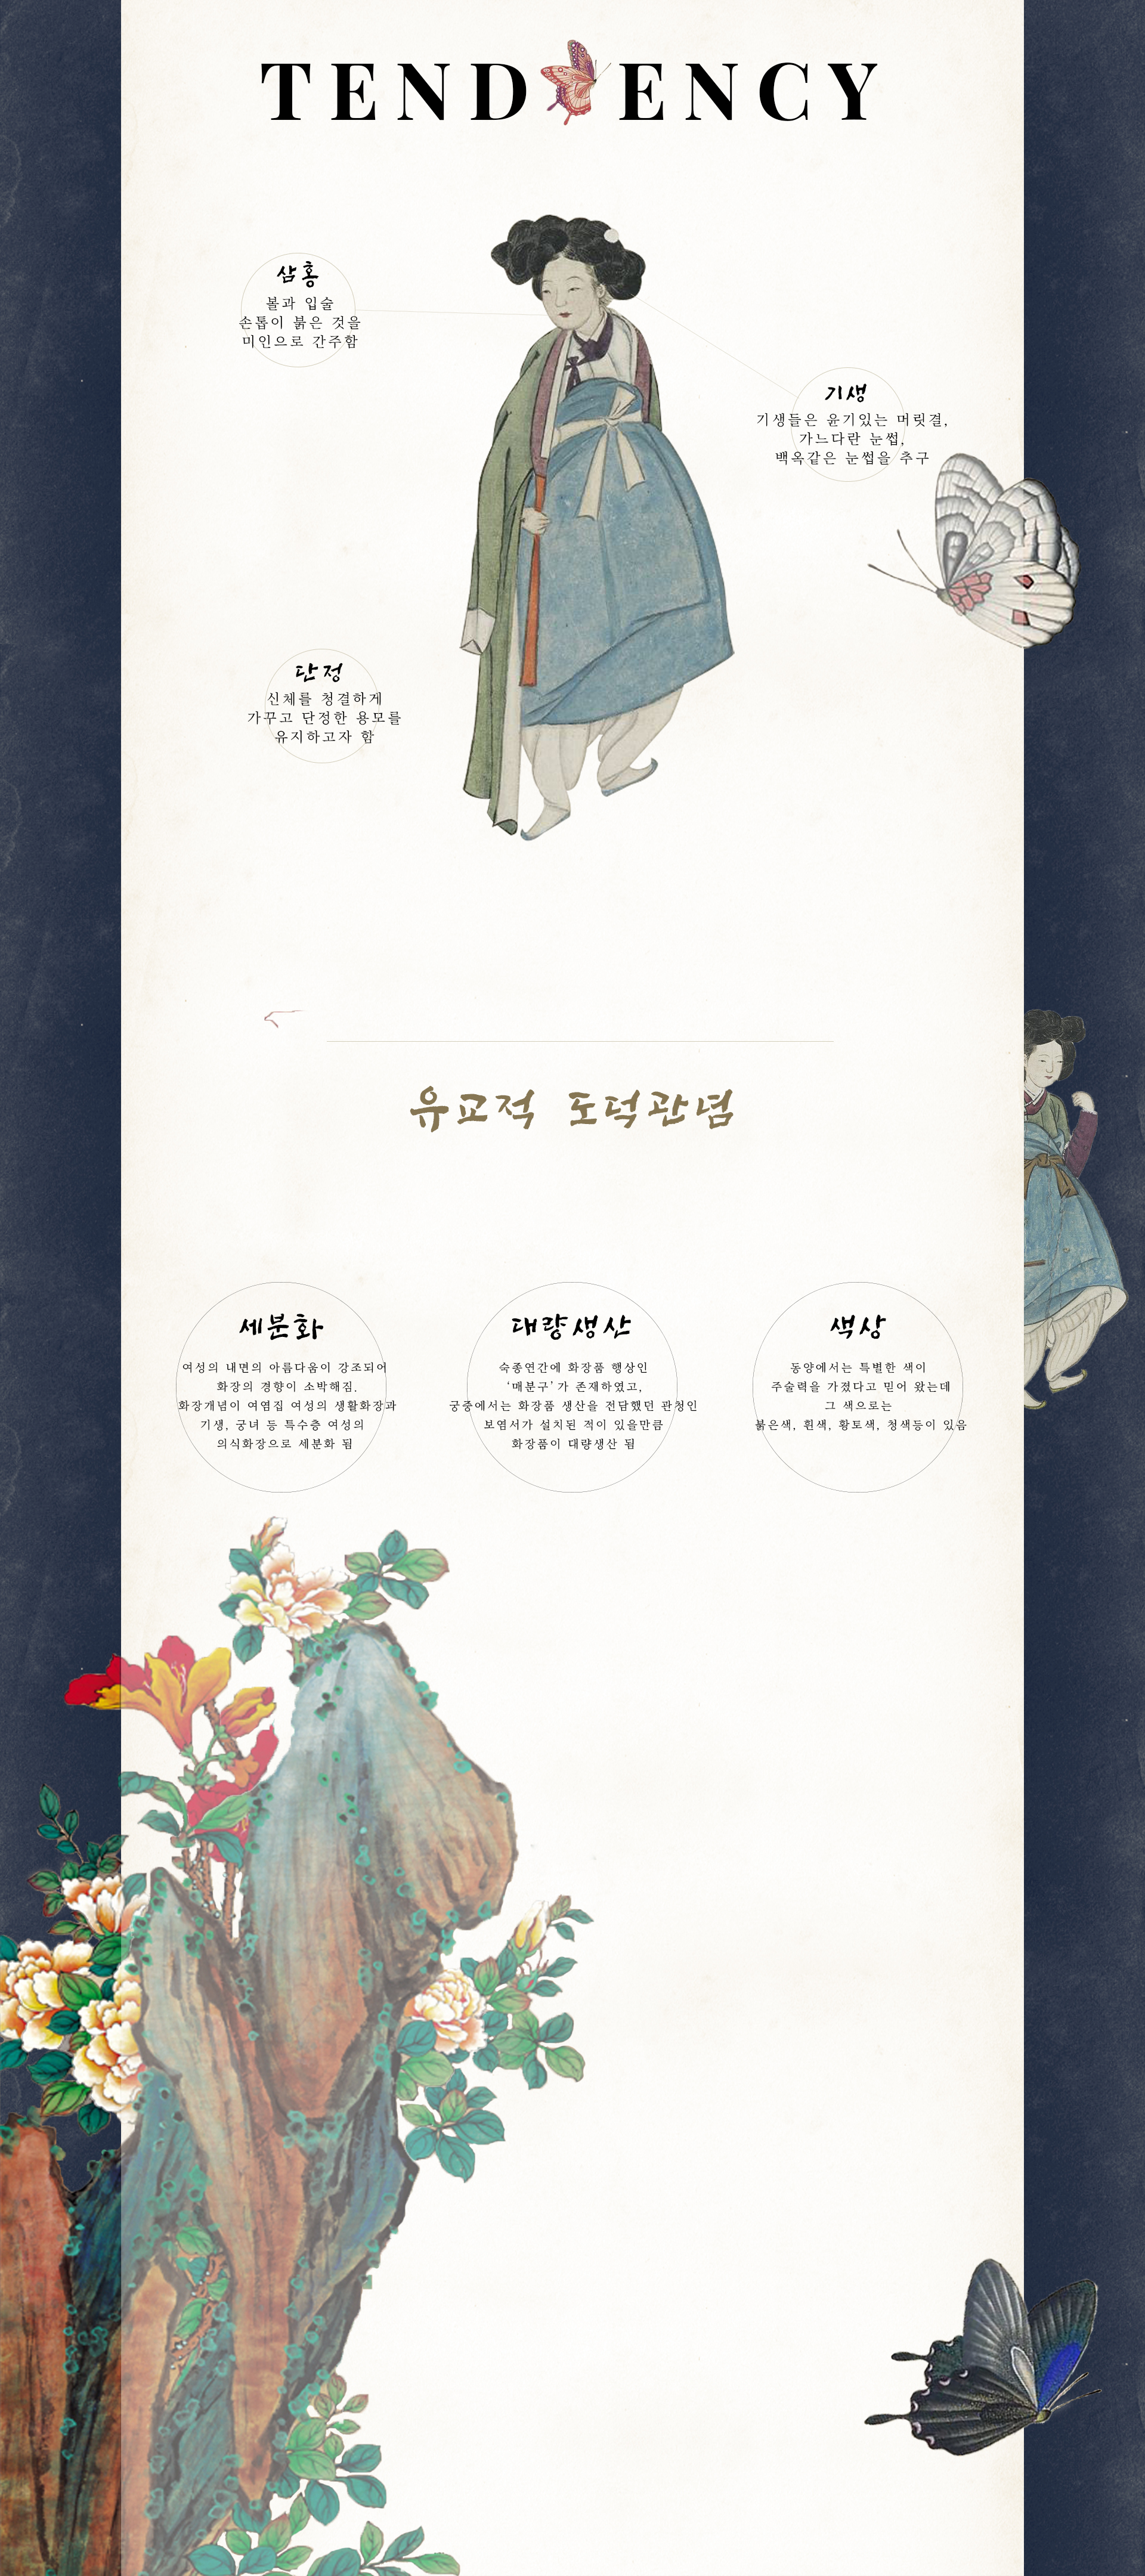 TENDENCY
삼홍
볼과 입술
손톱이 붉은 것을
미인으로 간주함
기생
기생들은 윤기있는 머릿결,
가느다란 눈썹,
백옥같은 눈썹을 추구
단정
신체를 청결하게
가꾸고 단정한 용모를
유지하고자 함
유교적 도덕관념
세분화
여성의 내면의 아름다움이 강조되어
화장의 경향이 소박해짐.
화장개념이 여염집 여성의 생활화장과
기생, 궁녀 등 특수층 여성의
의식화장으로 세분화 됨
대량생산
숙종연간에 화장품 행상인
‘매분구’가 존재하였고,
궁중에서는 화장품 생산을 전담했던 관청인
보염서가 설치된 적이 있을만큼
화장품이 대량생산 됨
색상
동양에서는 특별한 색이
주술력을 가졌다고 믿어 왔는데
그 색으로는
붉은색, 흰색, 황토색, 청색등이 있음